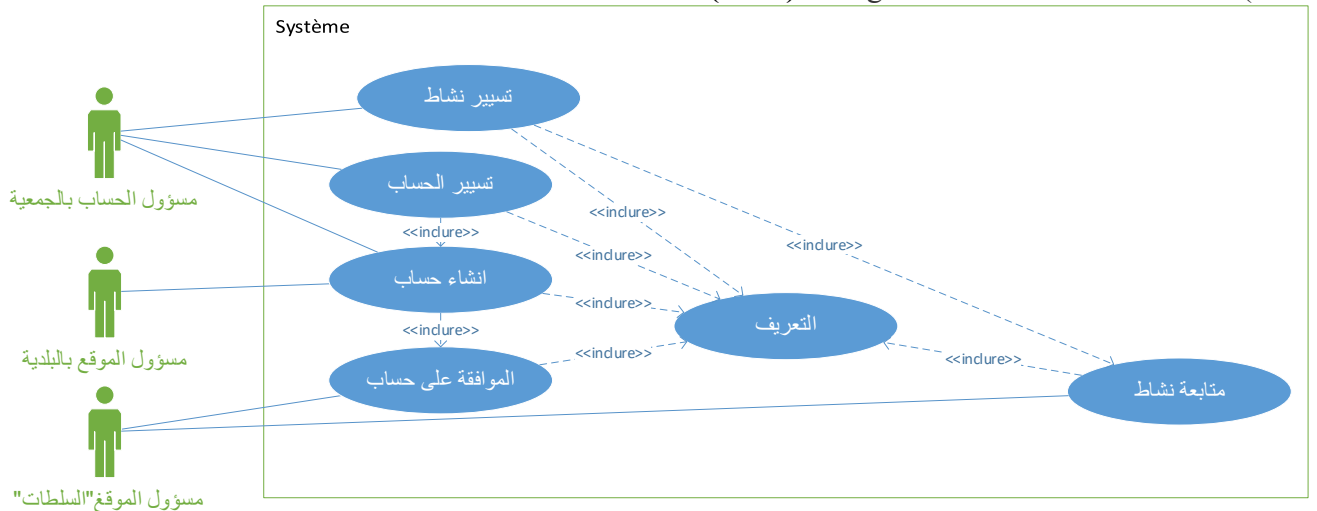 Système
تسيير نشاط
مسؤول الحساب بالجمعية
تسيير الحساب
<<inclure>>
<<inclure>>
<<inclure>>
<<inclure>>
انشاء حساب
<<inclure>>
التعريف
مسؤول الموقع بالبلدية
<<inclure>>
<<inclure>>
<<inclure>>
الموافقة على حساب
متابعة نشاط
مسؤول الموقغ"السلطات"